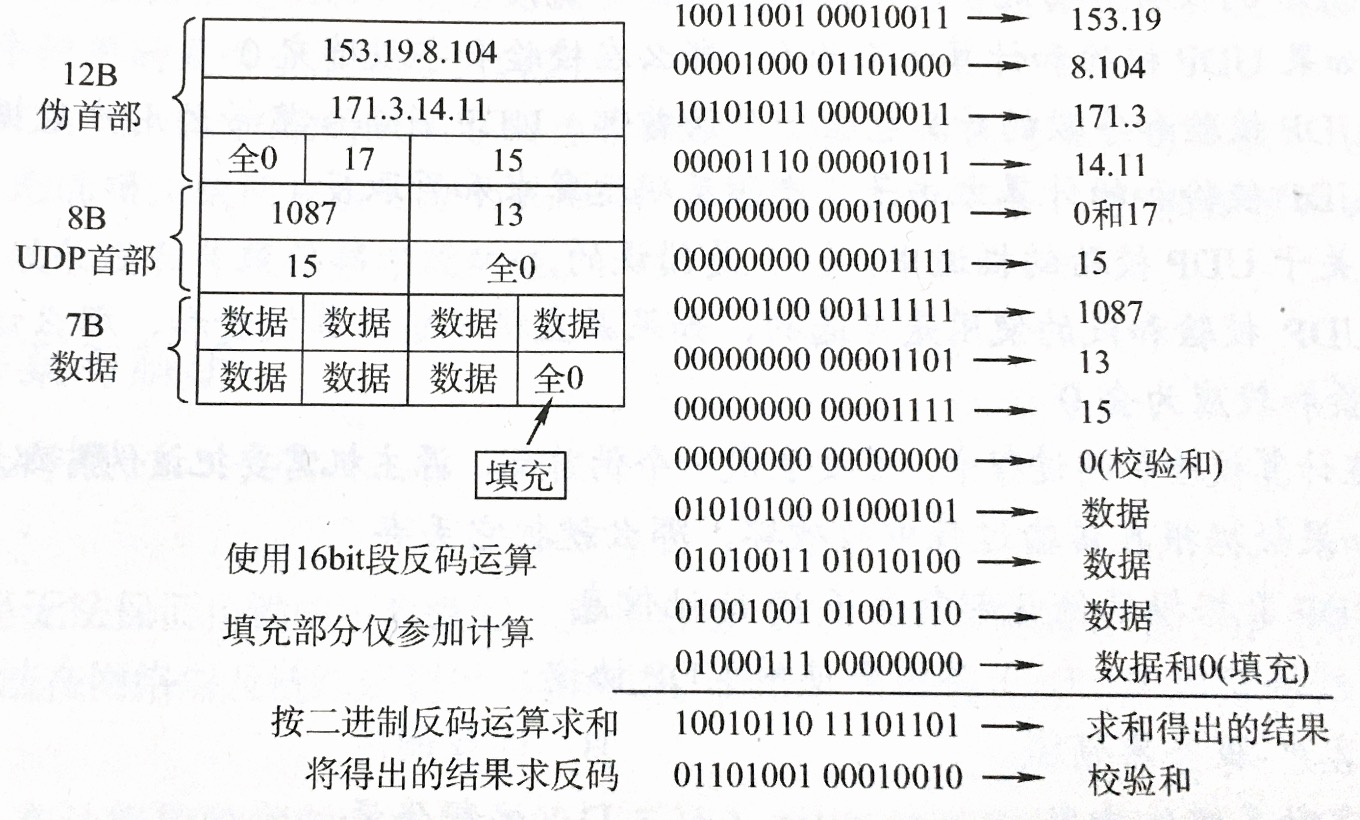 12B
伪首部
153.19.8.104
171.3.14.11
全0 17 15
8B
UDP首部
1087 13
15 全0
7B
数据
数据 数据 数据 数据
数据 数据 数据 全0
填充
使用16bit段反码运算
填充部分仅参加计算
10011001 00010011 → 153.19
00001000 01101000 → 8.104
10101011 00000011 → 171.3
00001110 00001011 → 14.11
00000000 00010001 → 0和17
00000000 00001111 → 15
00000100 00111111 → 1087
00000000 00001101 → 13
00000000 00001111 → 15
00000000 00000000 → 0(校验和)
01010100 01000101 → 数据
01010011 01010100 → 数据
01001001 01001110 → 数据
01000111 00000000 → 数据和0(填充)
按二进制反码运算求和 10010110 11101101 → 求和得出的结果
将得出的结果求反码 01101001 00010010 → 校验和